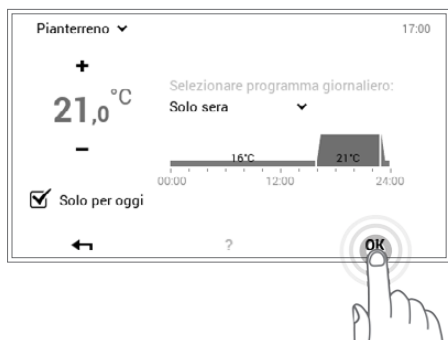 Pianterreno
17:00
+
21,0°C
−
Selezionare programma giornaliero:
Solo sera
16°C
21°C
00:00
12:00
24:00
Solo per oggi
?
OK